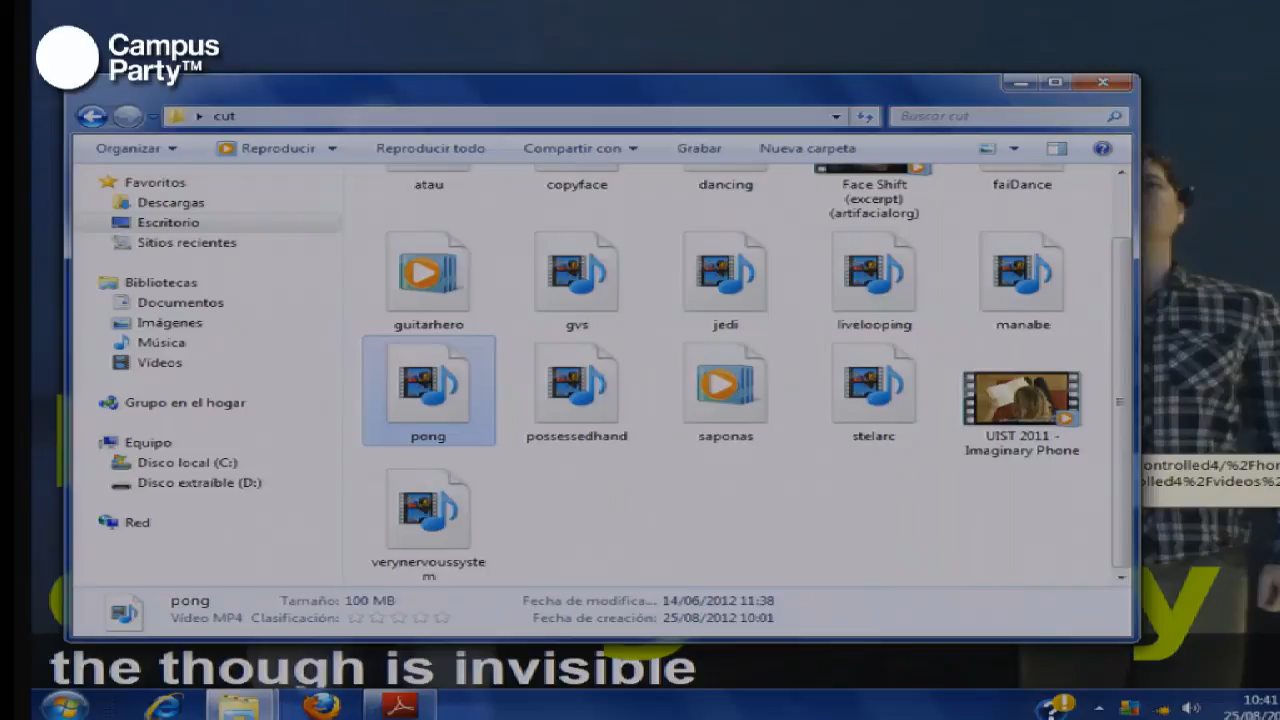 Campus
Party™
cut
Buscar cut
Organizar
Reproducir
Reproducir todo
Compartir con
Grabar
Nueva carpeta
Favoritos
Descargas
Escritorio
Sitios recientes
Bibliotecas
Documentos
Imágenes
Música
Vídeos
Grupo en el hogar
Equipo
Disco local (C:)
Disco extraíble (D:)
Red
atau
copyface
dancing
Face Shift
(excerpt)
(artifacialorg)
faiDance
guitarhero
gvs
jedi
livelooping
manabe
pong
possessedhand
saponas
stelarc
UIST 2011 -
Imaginary Phone
verynervoussyste
m
ontrolled4/%2Fhor
olled4%2Fvideos%2
pong
Tamaño: 100 MB
Fecha de modifica... 14/06/2012 11:38
Vídeo MP4
Clasificación:
Fecha de creación: 25/08/2012 10:01
y
the though is invisible
10:41
25/08/20